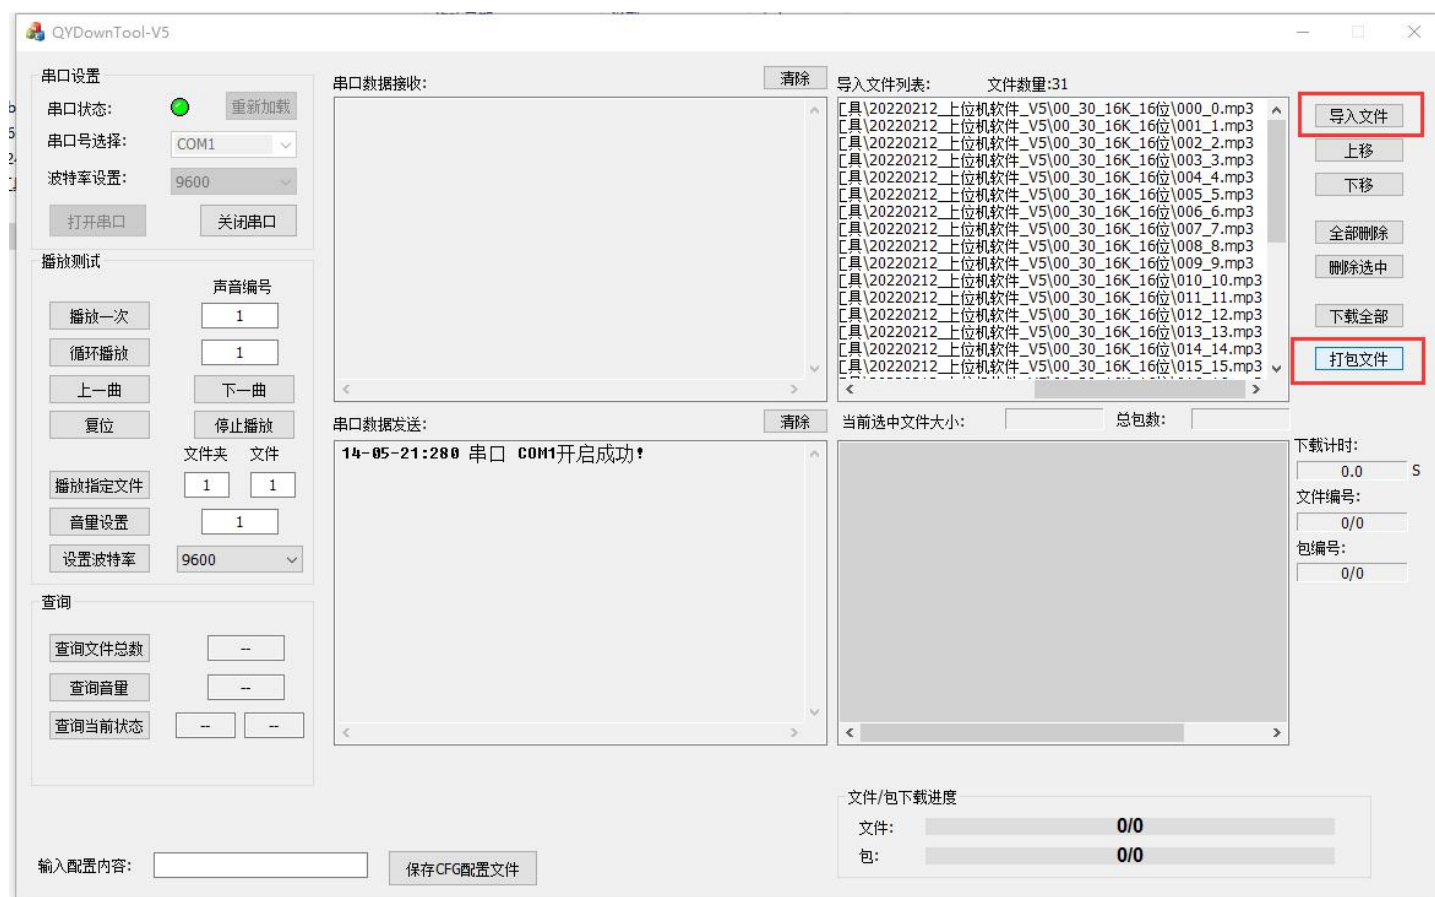 QYDownTool-V5
串口设置
串口状态: 重新加载
串口号选择: COM1
波特率设置: 9600
打开串口 关闭串口
播放测试
声音编号
播放一次 1
循环播放 1
上一曲 下一曲
复位 停止播放
文件夹 文件
播放指定文件 1 1
音量设置 1
设置波特率 9600
查询
查询文件总数 --
查询音量 --
查询当前状态 -- --
输入配置内容: 保存CFG配置文件
串口数据接收: 清除
串口数据发送: 清除
14-05-21:280 串口 COM1开启成功!
导入文件列表: 文件数量:31
具\20220212__上位机软件_V5\00_30_16K_16位\000_0.mp3
具\20220212__上位机软件_V5\00_30_16K_16位\001_1.mp3
具\20220212__上位机软件_V5\00_30_16K_16位\002_2.mp3
具\20220212__上位机软件_V5\00_30_16K_16位\003_3.mp3
具\20220212__上位机软件_V5\00_30_16K_16位\004_4.mp3
具\20220212__上位机软件_V5\00_30_16K_16位\005_5.mp3
具\20220212__上位机软件_V5\00_30_16K_16位\006_6.mp3
具\20220212__上位机软件_V5\00_30_16K_16位\007_7.mp3
具\20220212__上位机软件_V5\00_30_16K_16位\008_8.mp3
具\20220212__上位机软件_V5\00_30_16K_16位\009_9.mp3
具\20220212__上位机软件_V5\00_30_16K_16位\010_10.mp3
具\20220212__上位机软件_V5\00_30_16K_16位\011_11.mp3
具\20220212__上位机软件_V5\00_30_16K_16位\012_12.mp3
具\20220212__上位机软件_V5\00_30_16K_16位\013_13.mp3
具\20220212__上位机软件_V5\00_30_16K_16位\014_14.mp3
具\20220212__上位机软件_V5\00_30_16K_16位\015_15.mp3
导入文件
上移
下移
全部删除
删除选中
下载全部
打包文件
当前选中文件大小: 总包数:
下载计时:
0.0 S
文件编号:
0/0
包编号:
0/0
文件/包下载进度
文件: 0/0
包: 0/0